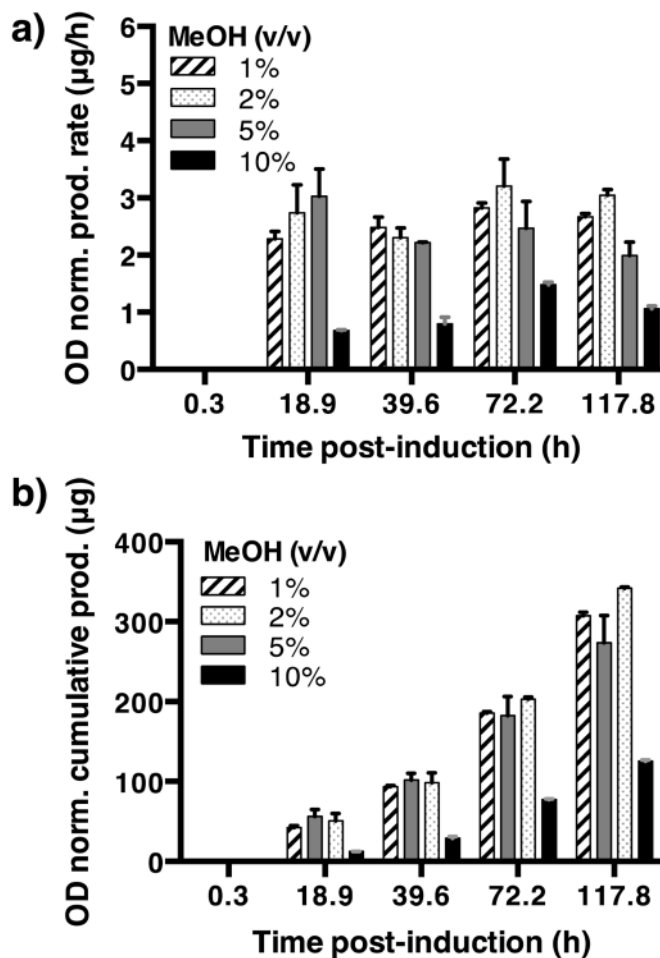 a)
OD norm. prod. rate (µg/h)
6
5
4
3
2
1
0
MeOH (v/v)
1%
2%
5%
10%
0.3 18.9 39.6 72.2 117.8
Time post-induction (h)
b)
OD norm. cumulative prod. (µg)
400
300
200
100
0
MeOH (v/v)
1%
2%
5%
10%
0.3 18.9 39.6 72.2 117.8
Time post-induction (h)